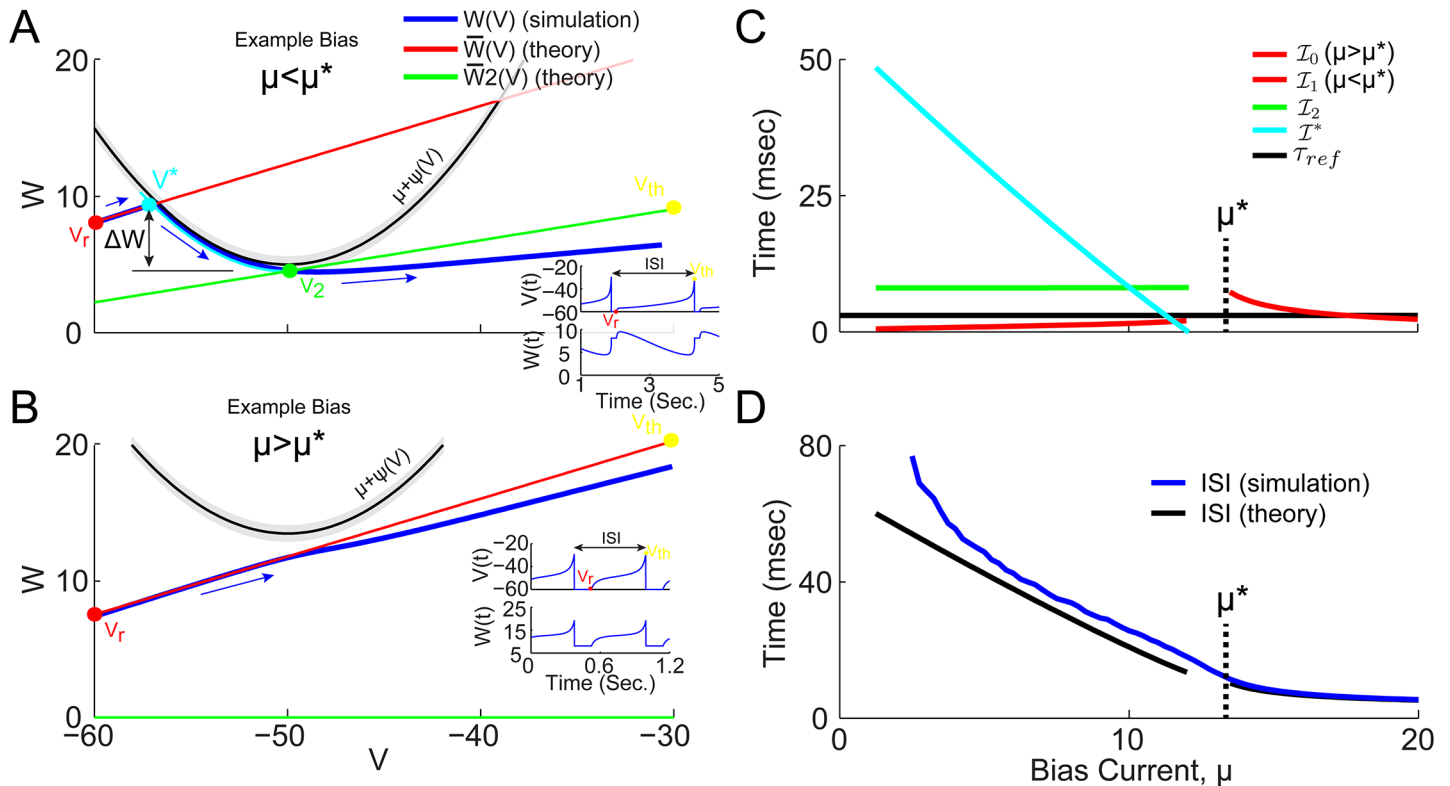 A
Example Bias
μ<μ*
W(V) (simulation)
W̅(V) (theory)
W̅2(V) (theory)
20
10
0
W
V*
Vr
ΔW
V2
μ+ψ(V)
Vth
−60
−50
−40
−30
ISI
Vth
−20
−40
−60
V(t)
Vr
10
5
0
W(t)
1
3
5
Time (Sec.)
B
Example Bias
μ>μ*
Vth
20
10
0
W
μ+ψ(V)
Vr
ISI
Vth
−20
−40
−60
V(t)
Vr
25
15
5
W(t)
0
0.6
1.2
Time (Sec.)
−60
−50
−40
−30
V
C
50
25
0
Time (msec)
I0 (μ>μ*)
I1 (μ<μ*)
I2
I*
τref
μ*
D
80
40
0
Time (msec)
ISI (simulation)
ISI (theory)
μ*
0
10
20
Bias Current, μ